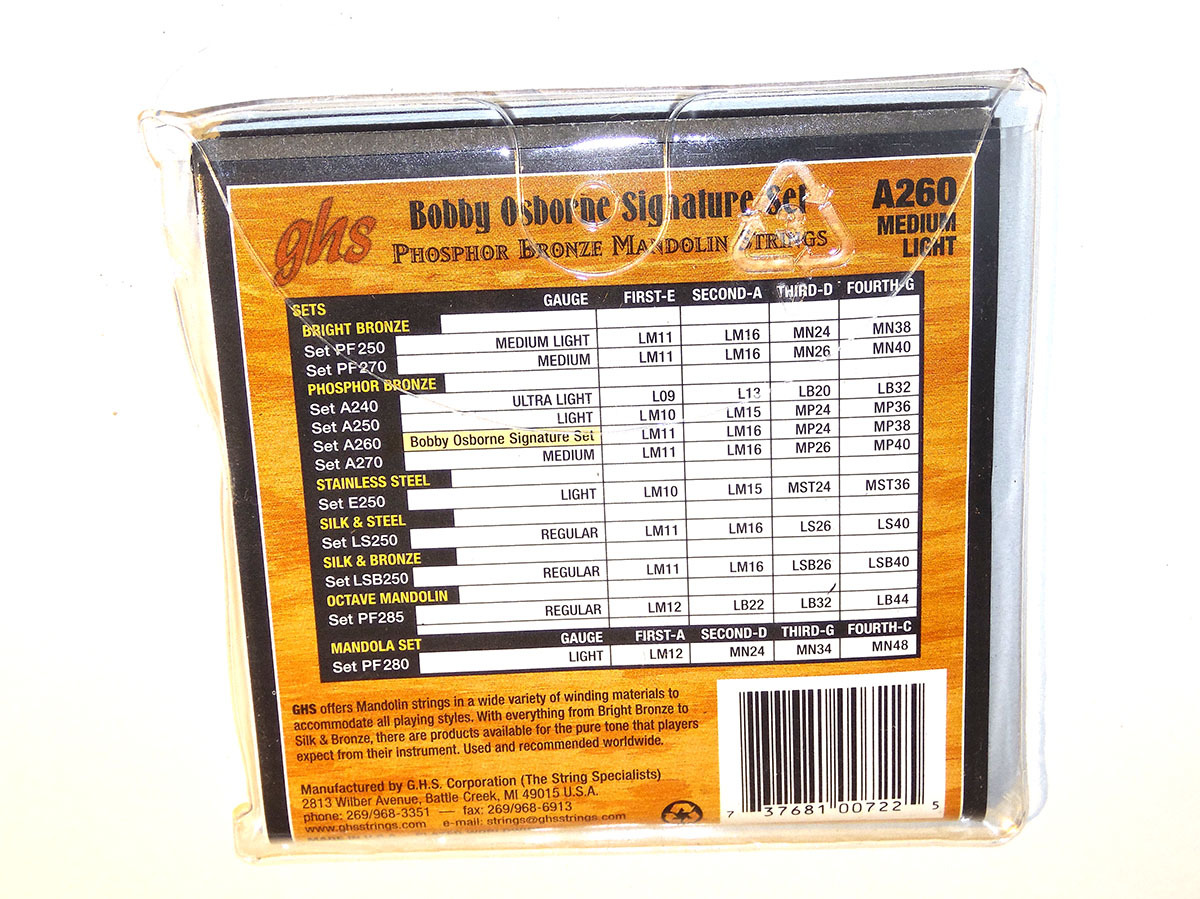 ghs
Bobby Osborne Signature Set
PHOSPHOR BRONZE MANDOLIN STRINGS
A260
MEDIUM
LIGHT
SETS GAUGE FIRST-E SECOND-A THIRD-D FOURTH-G
BRIGHT BRONZE
Set PF250 MEDIUM LIGHT LM11 LM16 MN24 MN38
Set PF270 MEDIUM LM11 LM16 MN26 MN40
PHOSPHOR BRONZE
Set A240 ULTRA LIGHT L09 L13 LB20 LB32
Set A250 LIGHT LM10 LM15 MP24 MP36
Set A260 Bobby Osborne Signature Set LM11 LM16 MP24 MP38
Set A270 MEDIUM LM11 LM16 MP26 MP40
STAINLESS STEEL
Set E250 LIGHT LM10 LM15 MST24 MST36
SILK & STEEL
Set LS250 REGULAR LM11 LM16 LS26 LS40
SILK & BRONZE
Set LSB250 REGULAR LM11 LM16 LSB26 LSB40
OCTAVE MANDOLIN
Set PF285 REGULAR LM12 LB22 LB32 LB44
MANDOLA SET GAUGE FIRST-A SECOND-D THIRD-G FOURTH-C
Set PF280 LIGHT LM12 MN24 MN34 MN48
GHS offers Mandolin strings in a wide variety of winding materials to
accommodate all playing styles. With everything from Bright Bronze to
Silk & Bronze, there are products available for the pure tone that players
expect from their instrument. Used and recommended worldwide.
Manufactured by G.H.S. Corporation (The String Specialists)
2813 Wilber Avenue, Battle Creek, MI 49015 U.S.A.
phone: 269/968-3351 — fax: 269/968-6913
www.ghsstrings.com e-mail: strings@ghsstrings.com
7 37681 00722 5